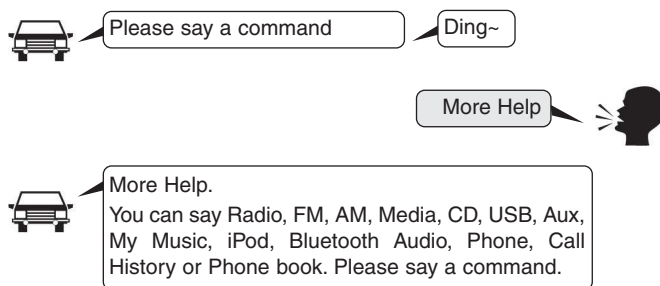 Please say a command
Ding~
More Help
More Help.
You can say Radio, FM, AM, Media, CD, USB, Aux,
My Music, iPod, Bluetooth Audio, Phone, Call
History or Phone book. Please say a command.